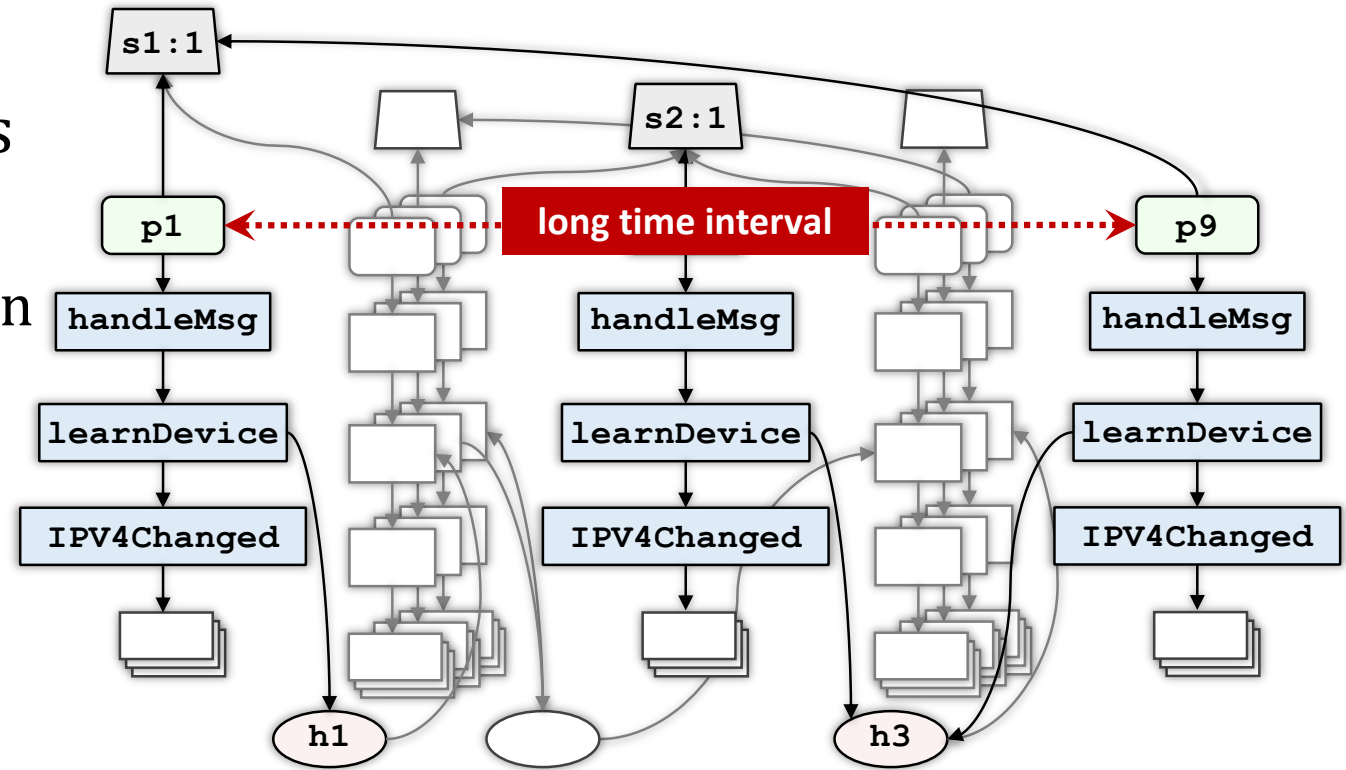 s1:1
s2:1
s
p1
long time interval
p9
n
handleMsg
handleMsg
handleMsg
learnDevice
learnDevice
learnDevice
IPV4Changed
IPV4Changed
IPV4Changed
h1
h3